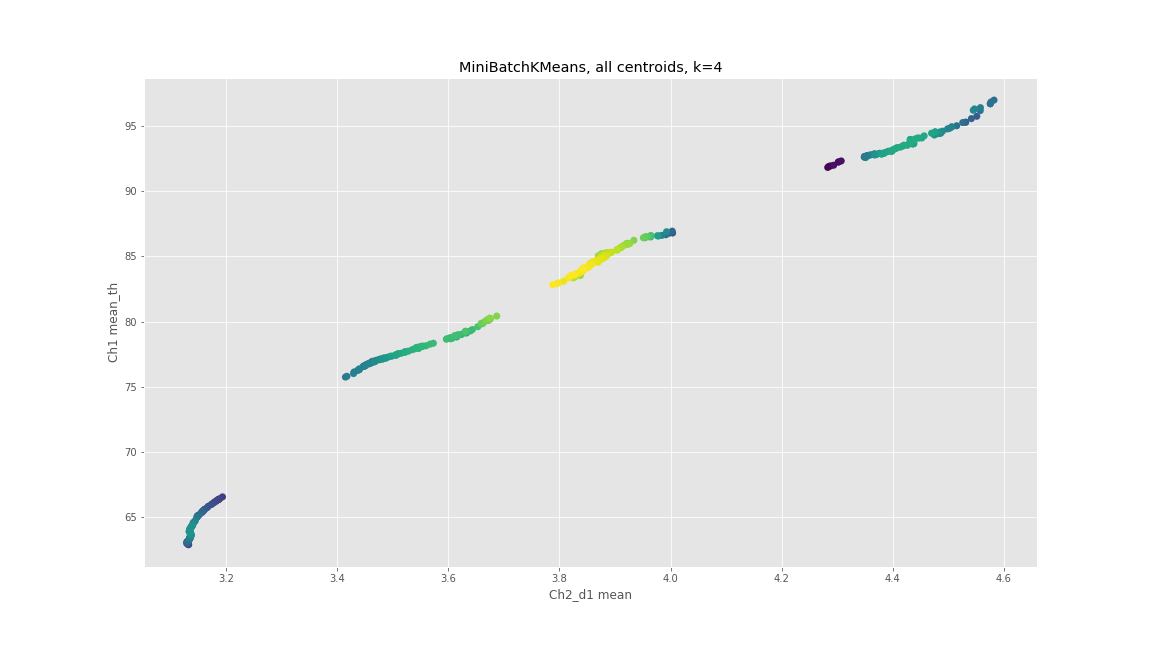 MiniBatchKMeans, all centroids, k=4
95
90
85
80
75
70
65
Ch1 mean_th
3.2 3.4 3.6 3.8 4.0 4.2 4.4 4.6
Ch2_d1 mean